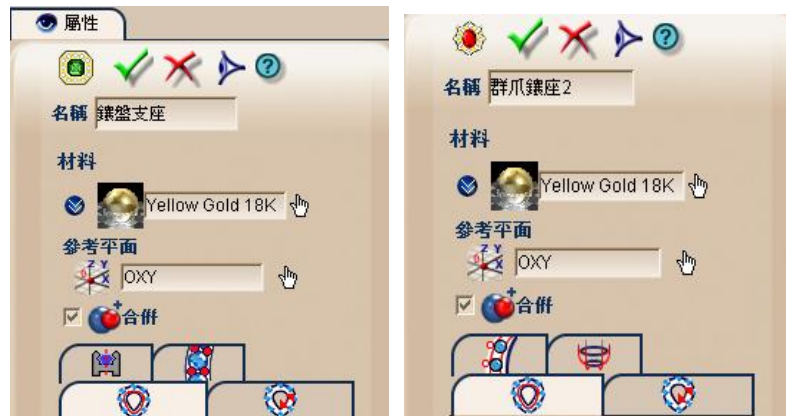 屬性
名稱 鑲盤支座
材料
Yellow Gold 18K
參考平面
OXY
合併
名稱 群爪鑲座2
材料
Yellow Gold 18K
參考平面
OXY
合併